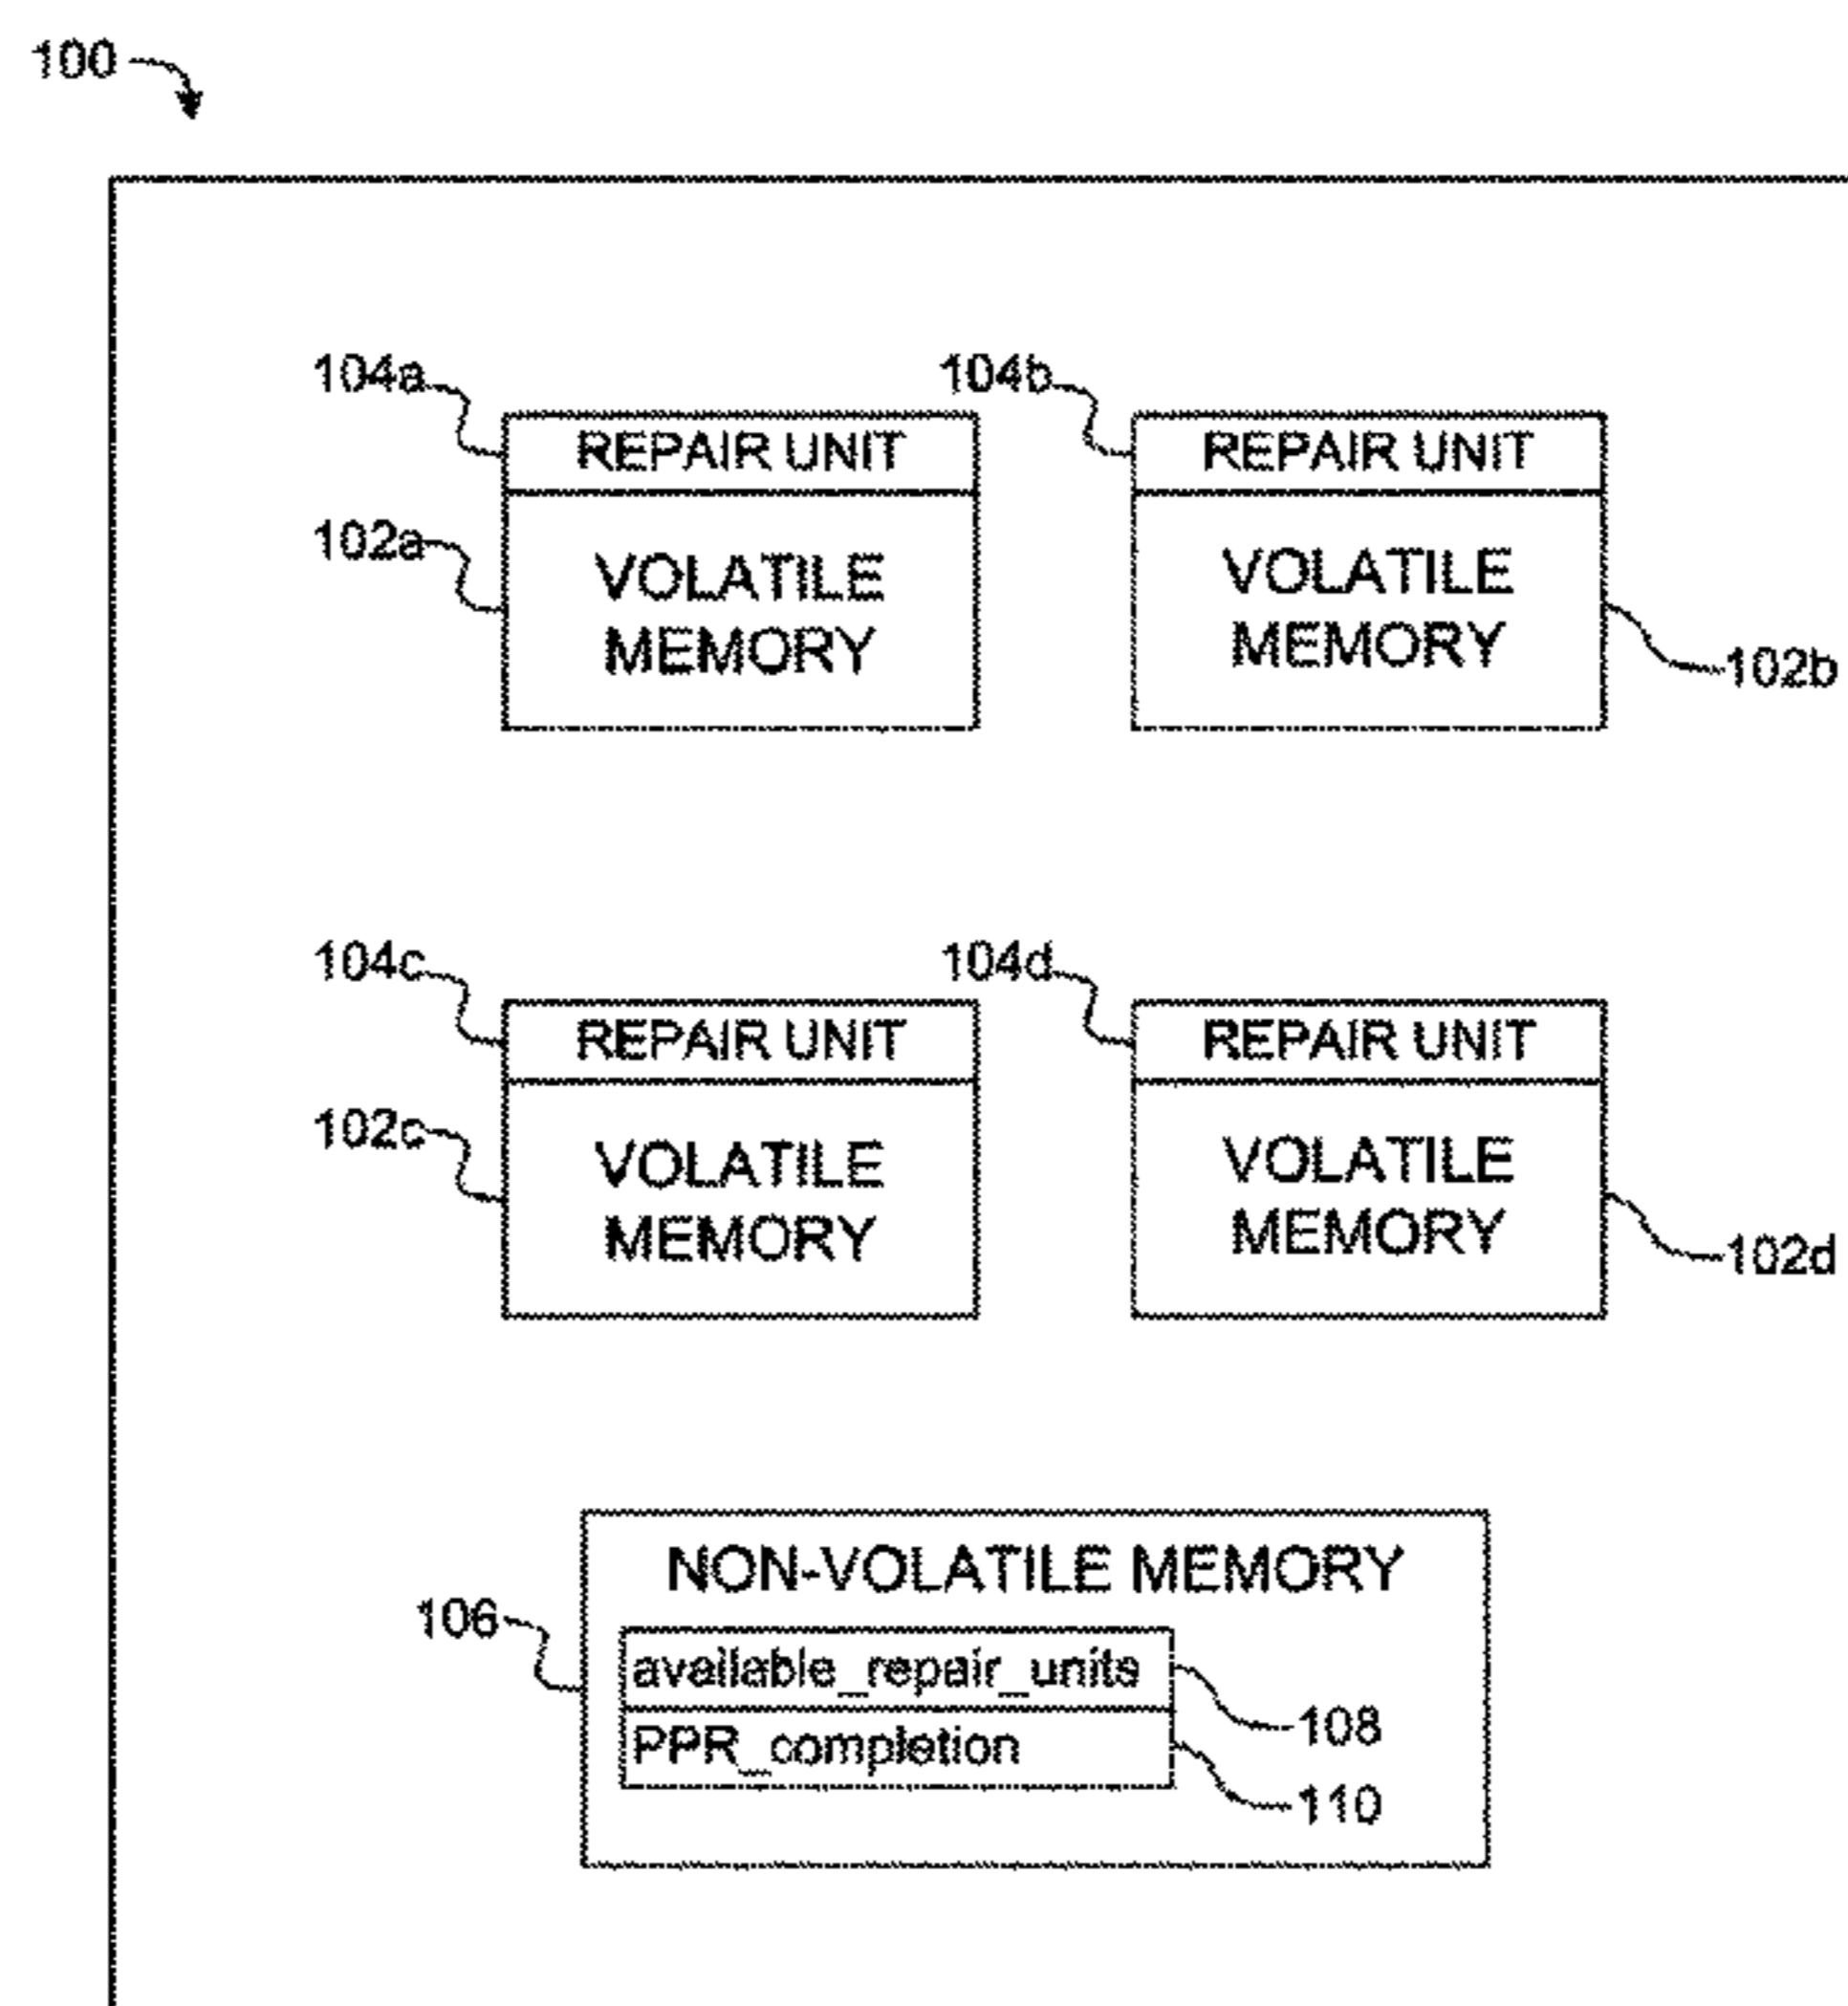 100
104a
REPAIR UNIT
102a
VOLATILE
MEMORY
104b
REPAIR UNIT
VOLATILE
MEMORY
102b
104c
REPAIR UNIT
102c
VOLATILE
MEMORY
104d
REPAIR UNIT
VOLATILE
MEMORY
102d
NON-VOLATILE MEMORY
106
available_repair_units
108
PPR_completion
110